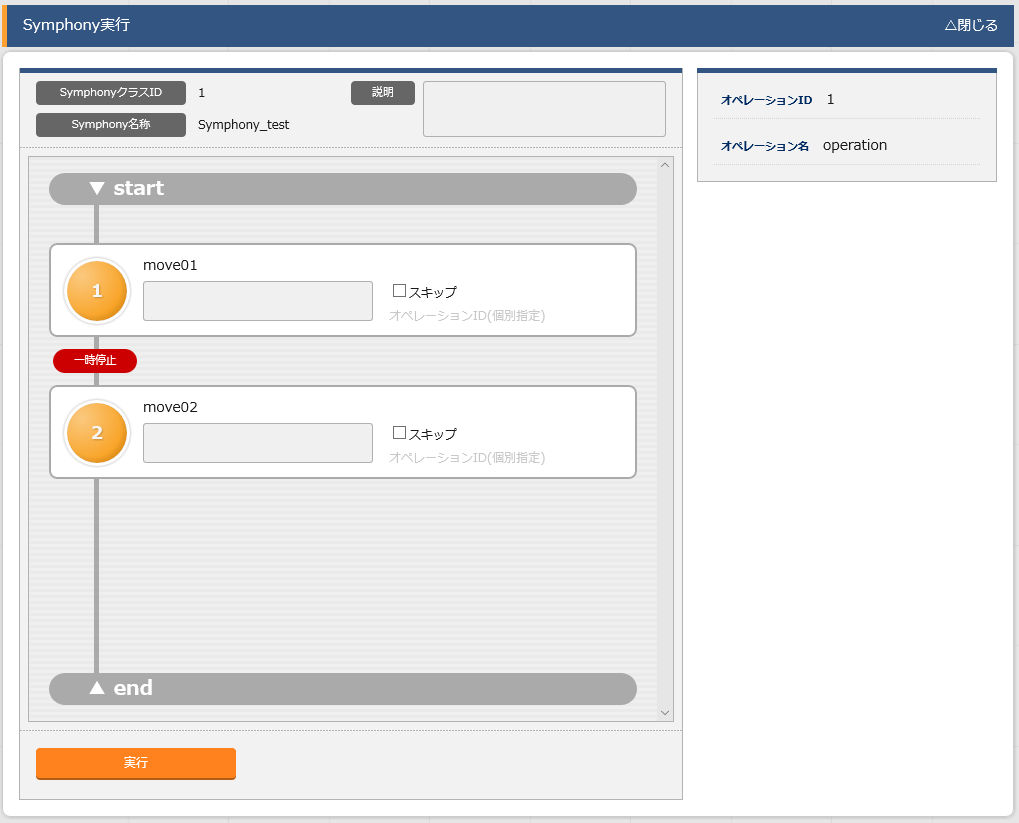 Symphony実行
△閉じる
SymphonyクラスID 1 説明
Symphony名称 Symphony_test
オペレーションID 1
オペレーション名 operation
▼ start
1 move01
スキップ
オペレーションID(個別指定)
一時停止
2 move02
スキップ
オペレーションID(個別指定)
▲ end
実行